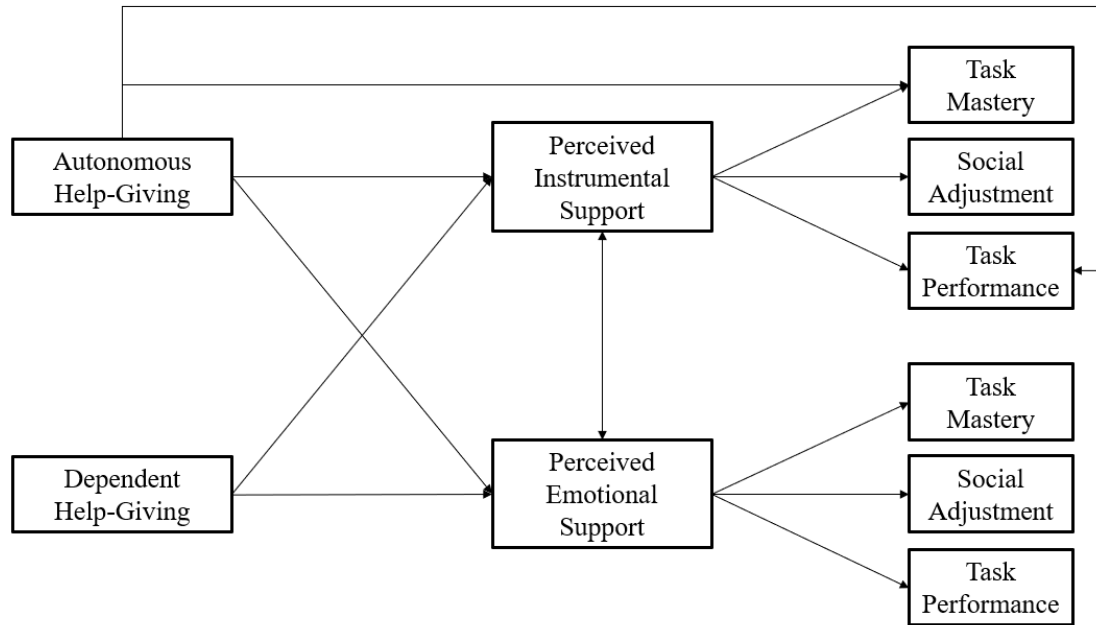 Task
Mastery
Autonomous
Help-Giving
Perceived
Instrumental
Support
Social
Adjustment
Task
Performance
Task
Mastery
Dependent
Help-Giving
Perceived
Emotional
Support
Social
Adjustment
Task
Performance